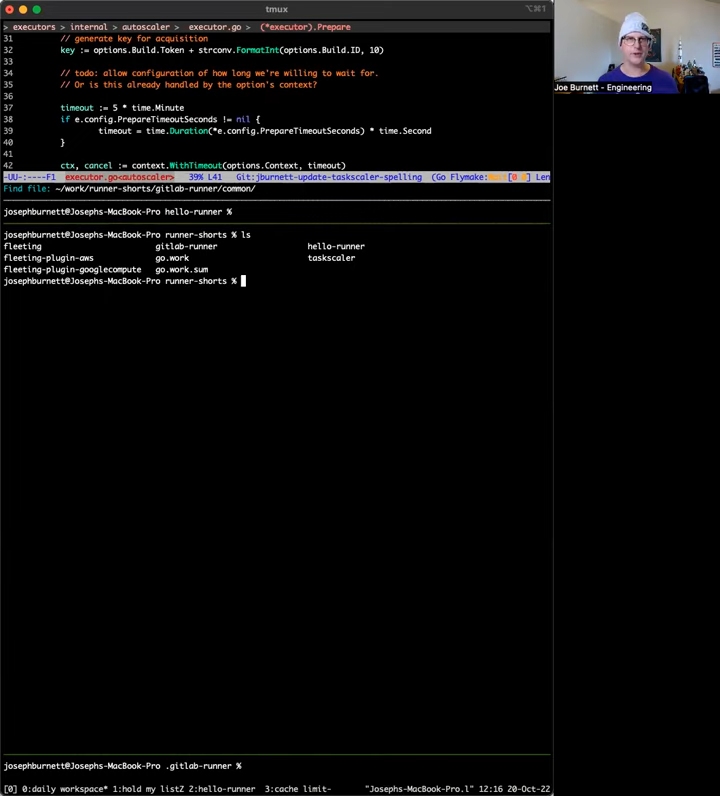 tmux
⌥⌘1
> executors > internal > autoscaler > executor.go > (*executor).Prepare
31 // generate key for acquisition
32 key := options.Build.Token + strconv.FormatInt(options.Build.ID, 10)
33
34 // todo: allow configuration of how long we're willing to wait for.
35 // Or is this already handled by the option's context?
36
37 timeout := 5 * time.Minute
38 if e.config.PrepareTimeoutSeconds != nil {
39 timeout = time.Duration(*e.config.PrepareTimeoutSeconds) * time.Second
40 }
41
42 ctx, cancel := context.WithTimeout(options.Context, timeout)
-UU-:----F1 executor.go<autoscaler> 39% L41 Git:jburnett-update-taskscaler-spelling (Go Flymake: Len
Find file: ~/work/runner-shorts/gitlab-runner/common/
josephburnett@Josephs-MacBook-Pro hello-runner %
josephburnett@Josephs-MacBook-Pro runner-shorts % ls
fleeting gitlab-runner hello-runner
fleeting-plugin-aws go.work taskscaler
fleeting-plugin-googlecompute go.work.sum
josephburnett@Josephs-MacBook-Pro runner-shorts %
josephburnett@Josephs-MacBook-Pro .gitlab-runner %
[0] 0:daily workspace* 1:hold my listZ 2:hello-runner 3:cache limit- "Josephs-MacBook-Pro.l" 12:16 20-Oct-22
Joe Burnett - Engineering